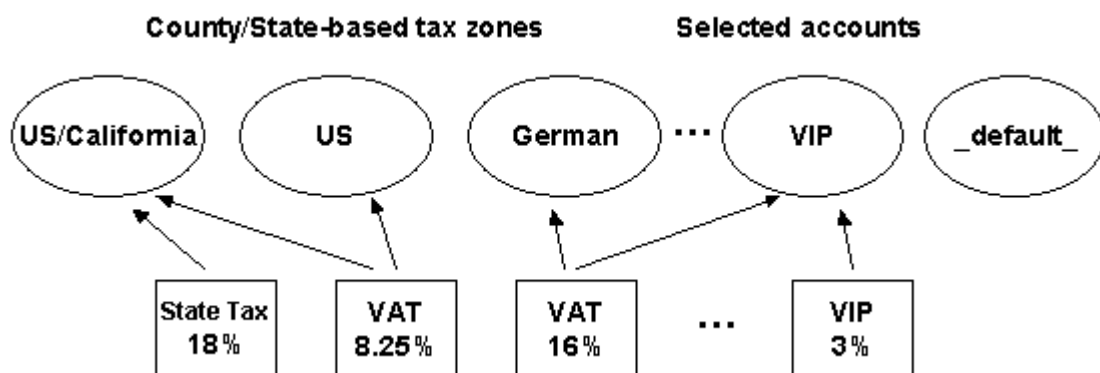 County/State-based tax zones
Selected accounts
US/California
US
German
...
VIP
_default_
State Tax
18%
VAT
8.25%
VAT
16%
...
VIP
3%